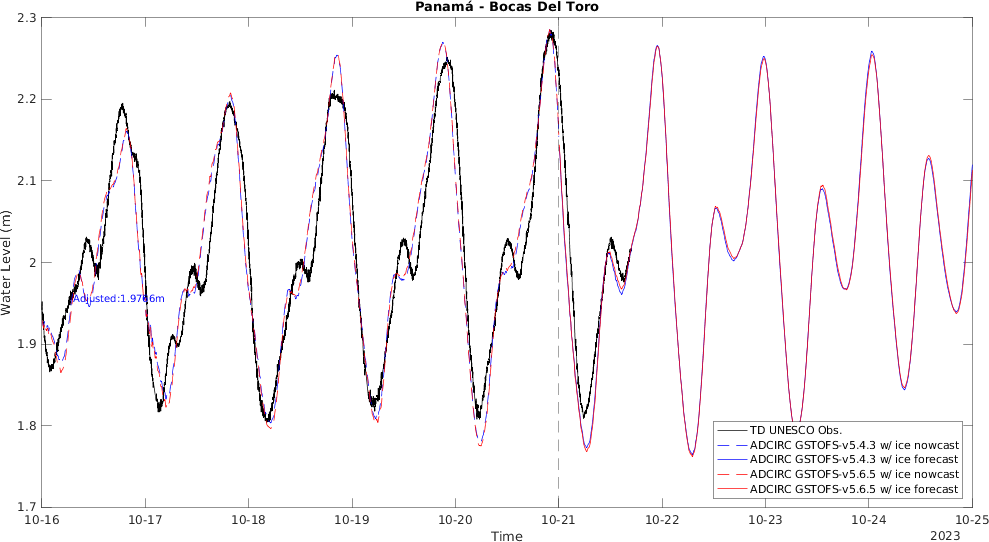 Panamá - Bocas Del Toro
Water Level (m)
2.3
2.2
2.1
2
1.9
1.8
1.7
Adjusted:1.9766m
TD UNESCO Obs.
ADCIRC GSTOFS-v5.4.3 w/ ice nowcast
ADCIRC GSTOFS-v5.4.3 w/ ice forecast
ADCIRC GSTOFS-v5.6.5 w/ ice nowcast
ADCIRC GSTOFS-v5.6.5 w/ ice forecast
10-16 10-17 10-18 10-19 10-20 10-21 10-22 10-23 10-24 10-25
Time
2023